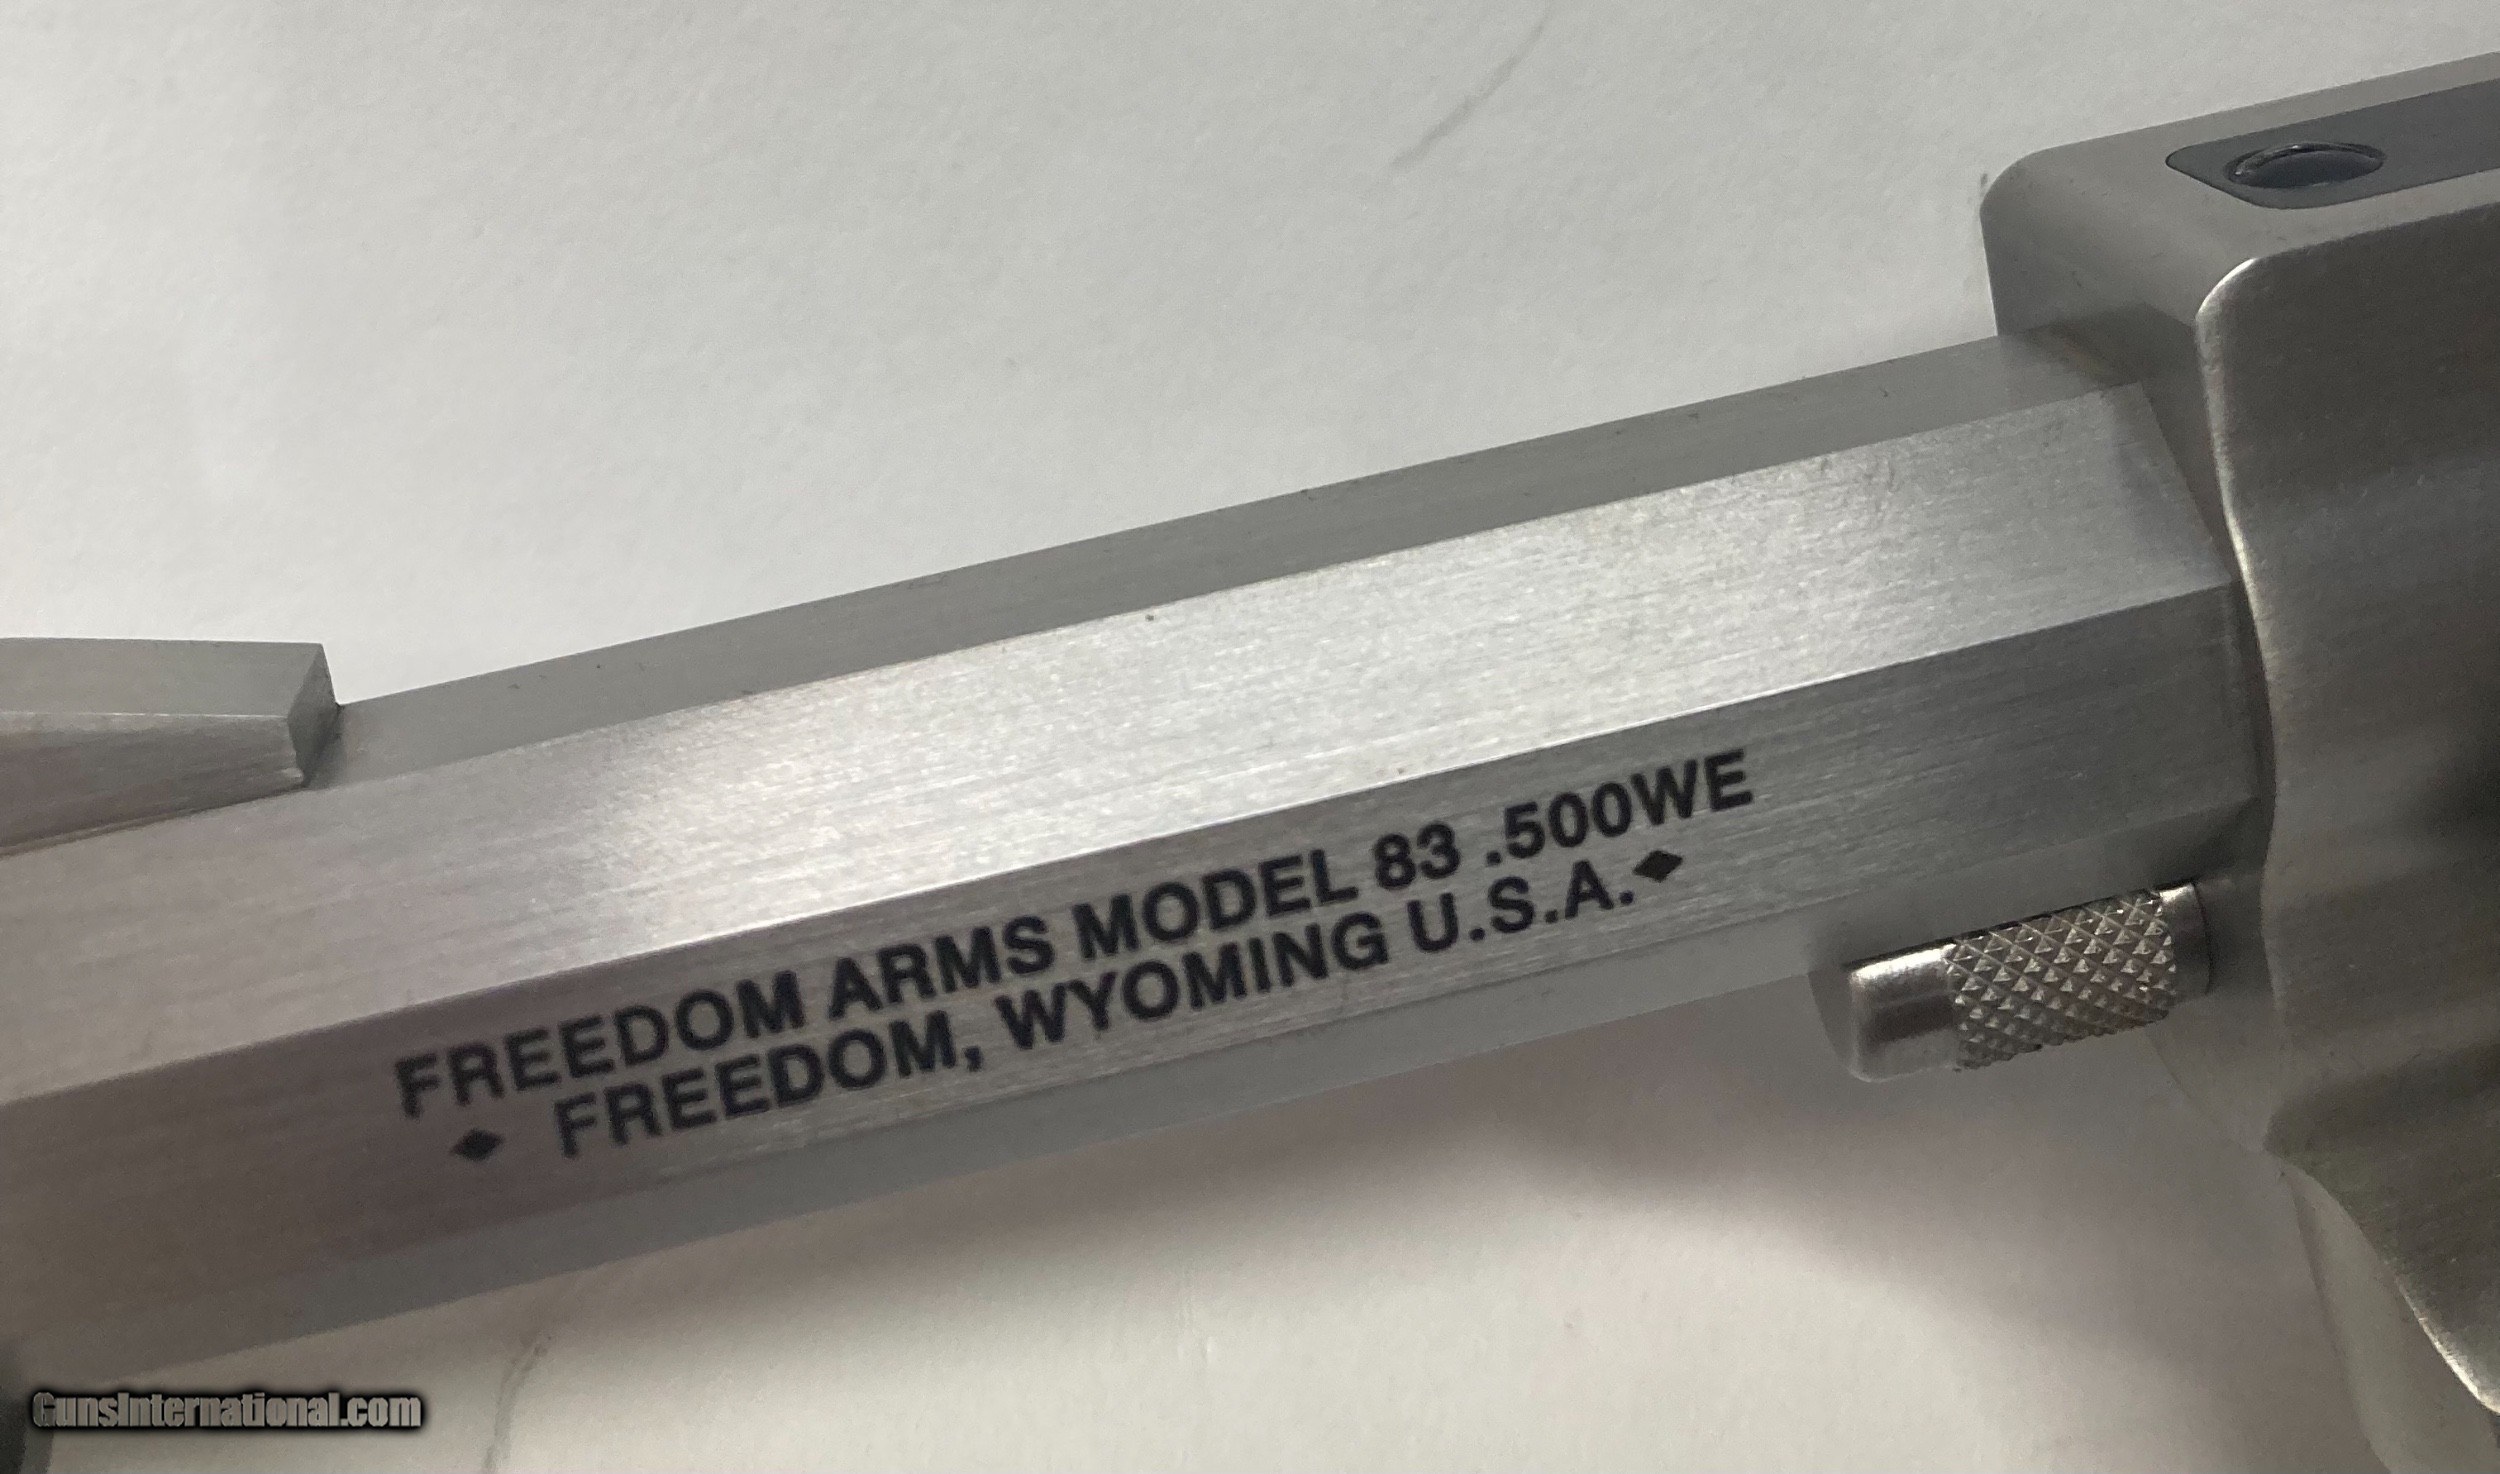 FREEDOM ARMS MODEL 83 .500WE
◆ FREEDOM, WYOMING U.S.A. ◆
GunsInternational.com